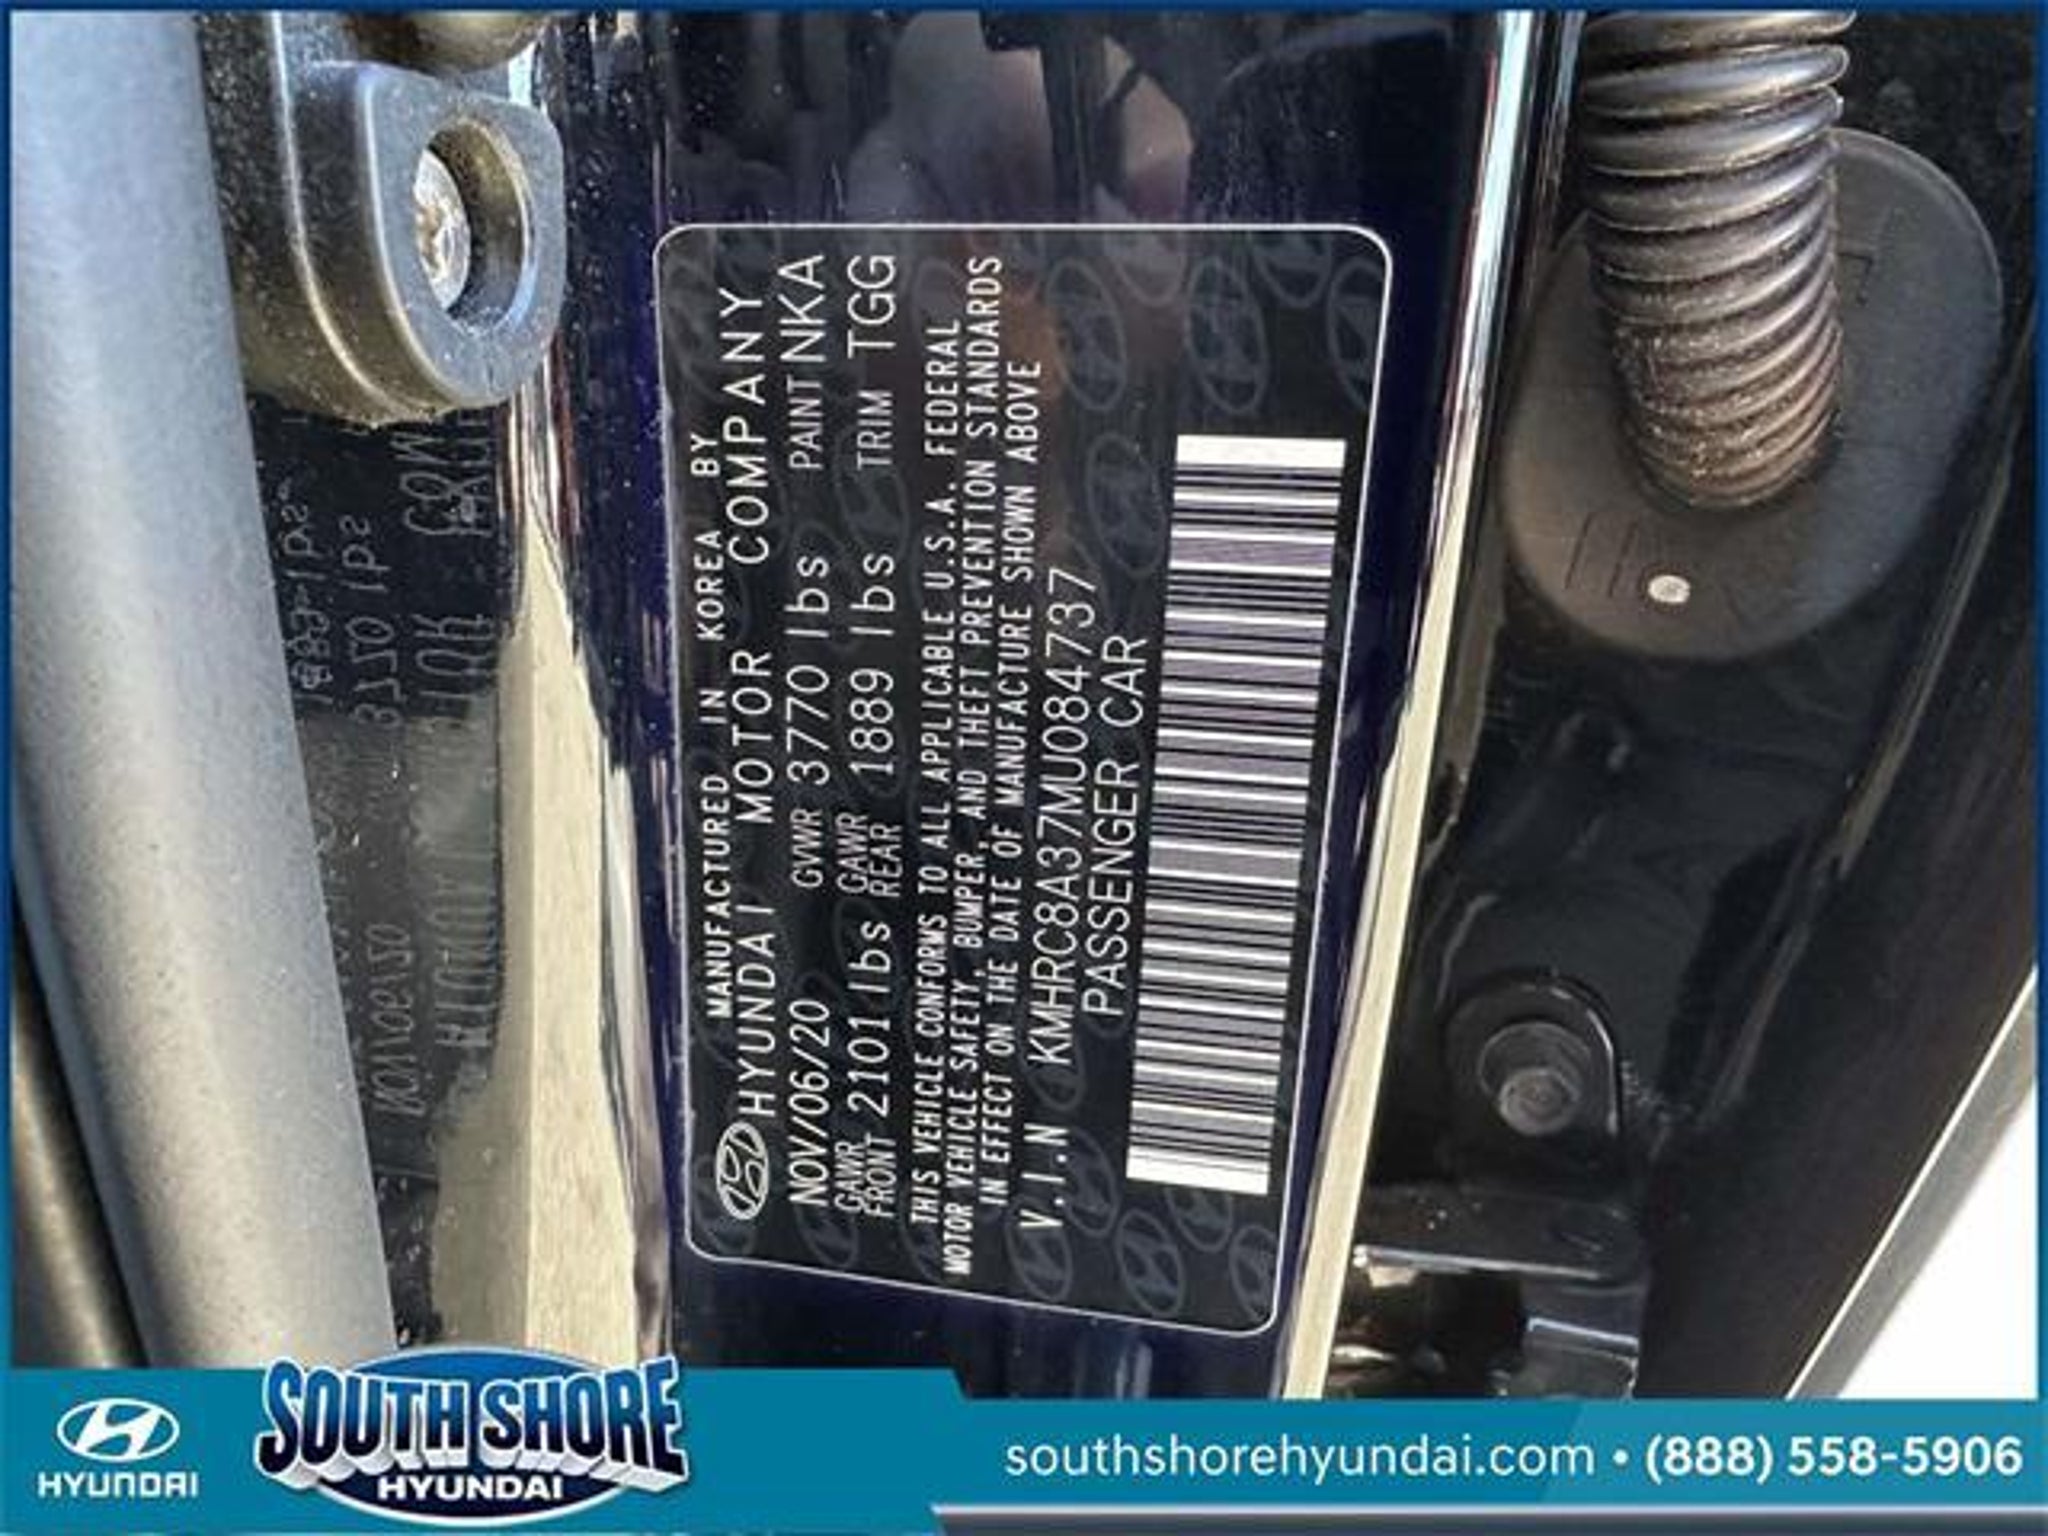 MANUFACTURED IN KOREA BY
HYUNDAI MOTOR COMPANY
NOV/06/20 GVWR 3770 lbs PAINT NKA
GAWR FRONT 2101 lbs GAWR REAR 1889 lbs TRIM TGG
THIS VEHICLE CONFORMS TO ALL APPLICABLE U.S.A. FEDERAL
MOTOR VEHICLE SAFETY, BUMPER, AND THEFT PREVENTION STANDARDS
IN EFFECT ON THE DATE OF MANUFACTURE SHOWN ABOVE
V.I.N KMHRC8A37MU084737
PASSENGER CAR
HYUNDAI
SOUTH SHORE
HYUNDAI
southshorehyundai.com • (888) 558-5906